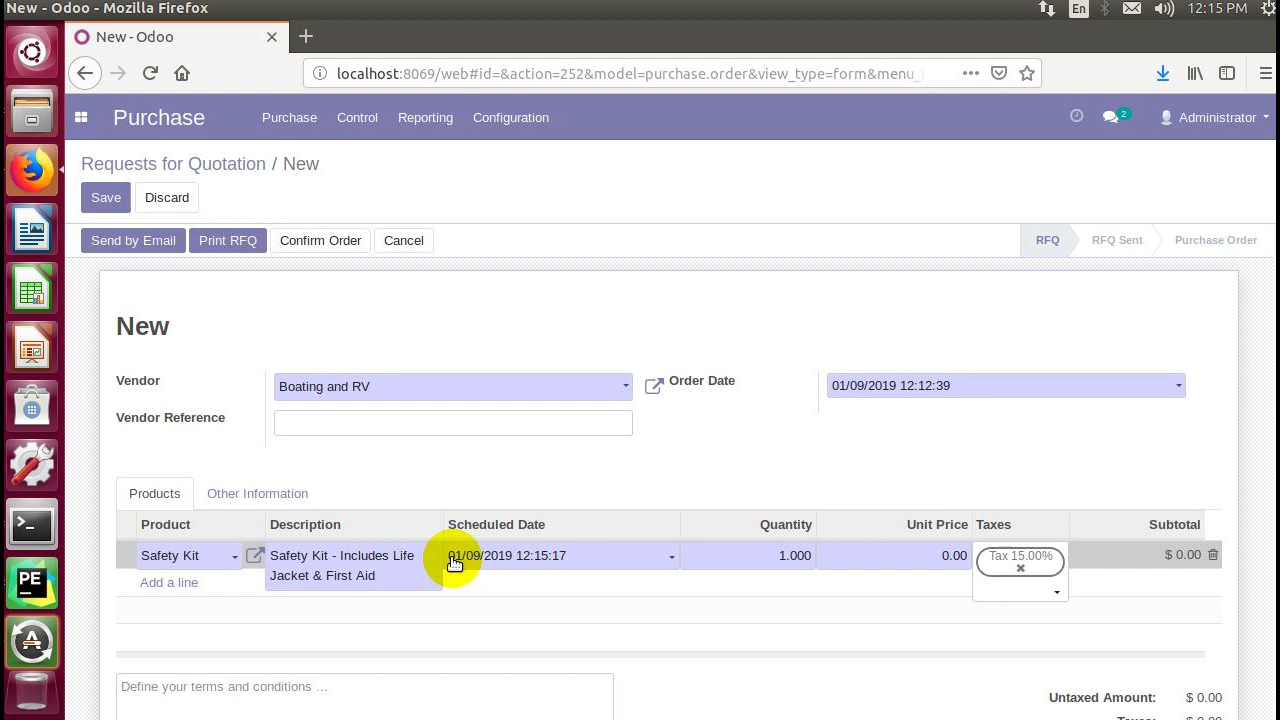 New - Odoo - Mozilla Firefox
En
12:15 PM
New - Odoo
localhost:8069/web#id=&action=252&model=purchase.order&view_type=form&menu_
Purchase
Purchase
Control
Reporting
Configuration
2
Administrator
Requests for Quotation / New
Save
Discard
Send by Email
Print RFQ
Confirm Order
Cancel
RFQ
RFQ Sent
Purchase Order
New
Vendor
Boating and RV
Order Date
01/09/2019 12:12:39
Vendor Reference
Products
Other Information
Product
Description
Scheduled Date
Quantity
Unit Price
Taxes
Subtotal
Safety Kit
Safety Kit - Includes Life
Jacket & First Aid
01/09/2019 12:15:17
1.000
0.00
Tax 15.00%
$ 0.00
Add a line
Define your terms and conditions ...
Untaxed Amount:
$ 0.00
Taxes:
$ 0.00
PE
A